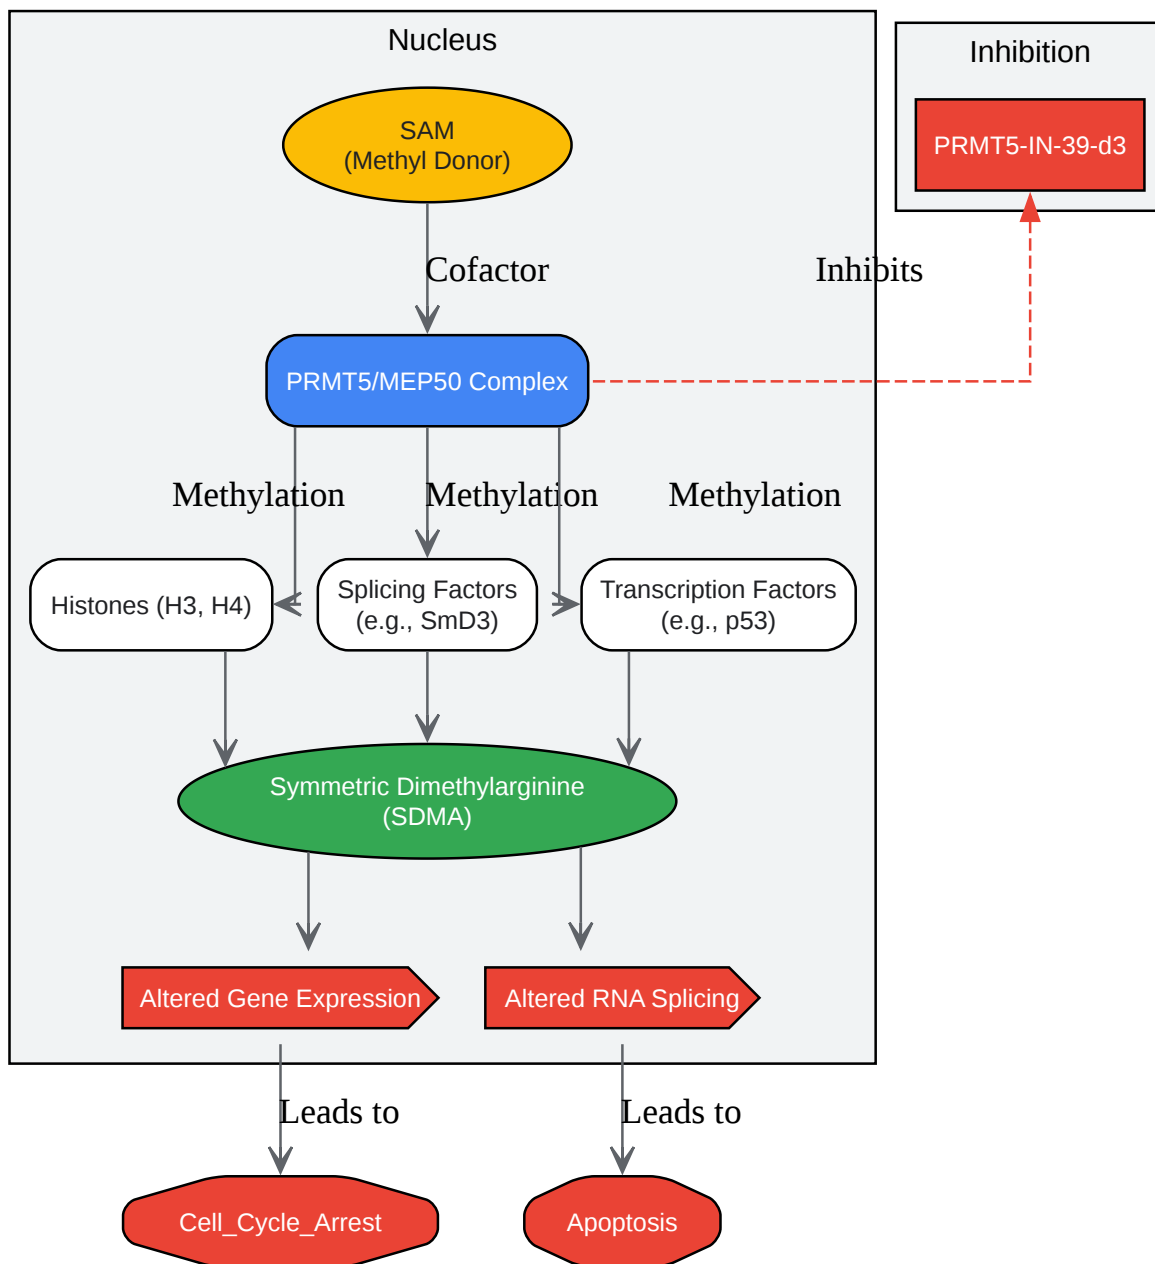 Nucleus
Inhibition
SAM
(Methyl Donor)
PRMT5-IN-39-d3
Cofactor
Inhibits
PRMT5/MEP50 Complex
Methylation
Methylation
Methylation
Histones (H3, H4)
Splicing Factors
(e.g., SmD3)
Transcription Factors
(e.g., p53)
Symmetric Dimethylarginine
(SDMA)
Altered Gene Expression
Altered RNA Splicing
Leads to
Leads to
Cell_Cycle_Arrest
Apoptosis